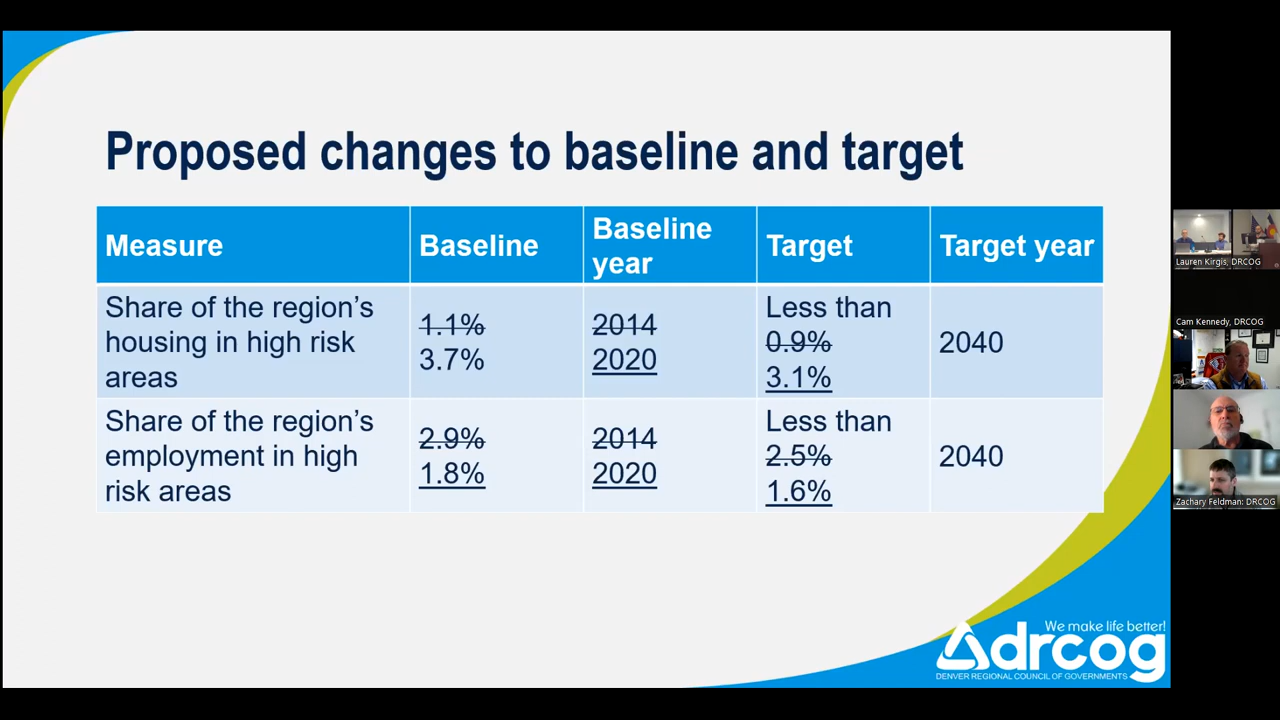 Proposed changes to baseline and target
Measure
Baseline
Baseline
year
Target
Target year
Share of the region's
housing in high risk
areas
1.1%
3.7%
2014
2020
Less than
0.9%
3.1%
2040
Share of the region's
employment in high
risk areas
2.9%
1.8%
2014
2020
Less than
2.5%
1.6%
2040
We make life better!
drcog
DENVER REGIONAL COUNCIL OF GOVERNMENTS
Lauren Kirgis, DRCOG
Cam Kennedy, DRCOG
Zachary Feldman: DRCOG